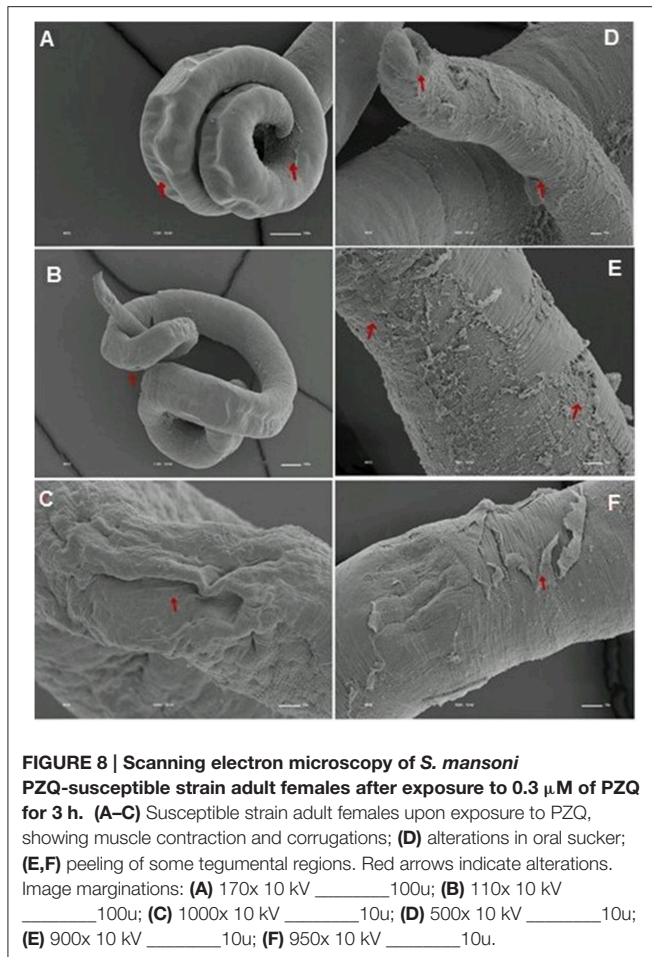 A
D
B
E
C
F
FIGURE 8 | Scanning electron microscopy of S. mansoni
PZQ-susceptible strain adult females after exposure to 0.3 μM of PZQ
for 3 h. (A–C) Susceptible strain adult females upon exposure to PZQ,
showing muscle contraction and corrugations; (D) alterations in oral sucker;
(E,F) peeling of some tegumental regions. Red arrows indicate alterations.
Image marginations: (A) 170x 10 kV ________100u; (B) 110x 10 kV
________100u; (C) 1000x 10 kV ________10u; (D) 500x 10 kV ________10u;
(E) 900x 10 kV ________10u; (F) 950x 10 kV ________10u.